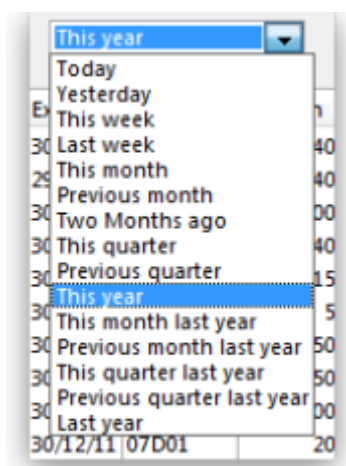 This year
Today
Yesterday
This week
Last week
This month
Previous month
Two Months ago
This quarter
Previous quarter
This year
This month last year
Previous month last year
This quarter last year
Previous quarter last year
Last year
30/12/11 07D01 20